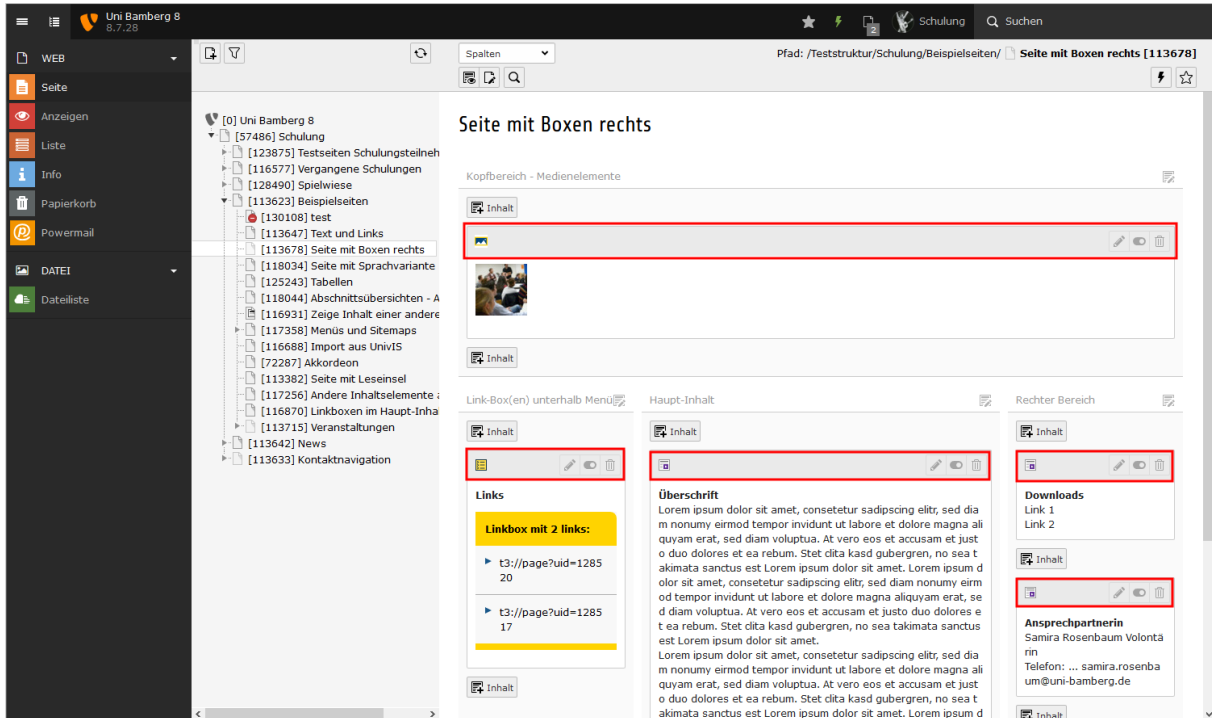 Uni Bamberg 8
8.7.28
2
Schulung
Suchen
WEB
Seite
Anzeigen
Liste
Info
Papierkorb
Powermail
DATEI
Dateiliste
[0] Uni Bamberg 8
[57486] Schulung
[123875] Testseiten Schulungsteilneh
[116577] Vergangene Schulungen
[128490] Spielwiese
[113623] Beispielseiten
[130108] test
[113647] Text und Links
[113678] Seite mit Boxen rechts
[118034] Seite mit Sprachvariante
[125243] Tabellen
[118044] Abschnittsübersichten - A
[116931] Zeige Inhalt einer andere
[117358] Menüs und Sitemaps
[116688] Import aus UnivIS
[72287] Akkordeon
[113382] Seite mit Leseinsel
[117256] Andere Inhaltselemente a
[116870] Linkboxen im Haupt-Inha
[113715] Veranstaltungen
[113642] News
[113633] Kontaktnavigation
Spalten
Pfad: /Teststruktur/Schulung/Beispielseiten/ Seite mit Boxen rechts [113678]
Seite mit Boxen rechts
Kopfbereich - Medienelemente
Inhalt
Inhalt
Link-Box(en) unterhalb Menü
Inhalt
Links
Linkbox mit 2 links:
t3://page?uid=1285
20
t3://page?uid=1285
17
Inhalt
Haupt-Inhalt
Inhalt
Überschrift
Lorem ipsum dolor sit amet, consetetur sadipscing elitr, sed dia
m nonumy eirmod tempor invidunt ut labore et dolore magna ali
quyam erat, sed diam voluptua. At vero eos et accusam et just
o duo dolores et ea rebum. Stet clita kasd gubergren, no sea t
akimata sanctus est Lorem ipsum dolor sit amet. Lorem ipsum d
olor sit amet, consetetur sadipscing elitr, sed diam nonumy eirm
od tempor invidunt ut labore et dolore magna aliquyam erat, se
d diam voluptua. At vero eos et accusam et justo duo dolores e
t ea rebum. Stet clita kasd gubergren, no sea takimata sanctus
est Lorem ipsum dolor sit amet.
Lorem ipsum dolor sit amet, consetetur sadipscing elitr, sed dia
m nonumy eirmod tempor invidunt ut labore et dolore magna ali
quyam erat, sed diam voluptua. At vero eos et accusam et just
o duo dolores et ea rebum. Stet clita kasd gubergren, no sea t
akimata sanctus est Lorem ipsum dolor sit amet. Lorem ipsum d
Rechter Bereich
Inhalt
Downloads
Link 1
Link 2
Inhalt
Ansprechpartnerin
Samira Rosenbaum Volontä
rin
Telefon: ... samira.rosenba
um@uni-bamberg.de
Inhalt